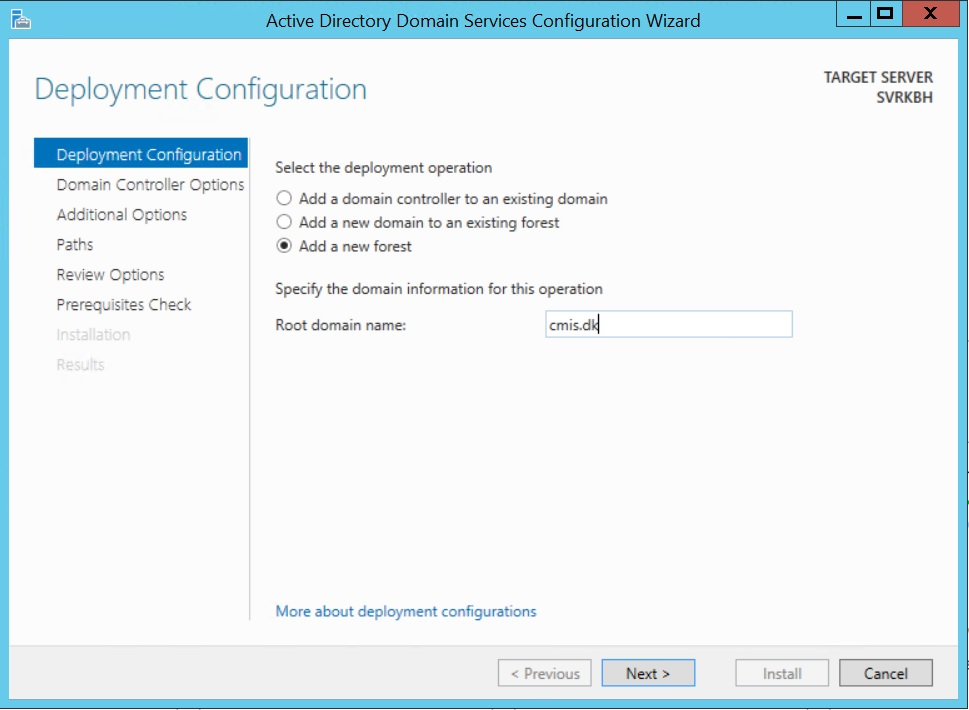 Active Directory Domain Services Configuration Wizard
Deployment Configuration
TARGET SERVER
SVRKBH
Deployment Configuration
Domain Controller Options
Additional Options
Paths
Review Options
Prerequisites Check
Installation
Results
Select the deployment operation
Add a domain controller to an existing domain
Add a new domain to an existing forest
Add a new forest
Specify the domain information for this operation
Root domain name: cmis.dk
More about deployment configurations
< Previous Next > Install Cancel